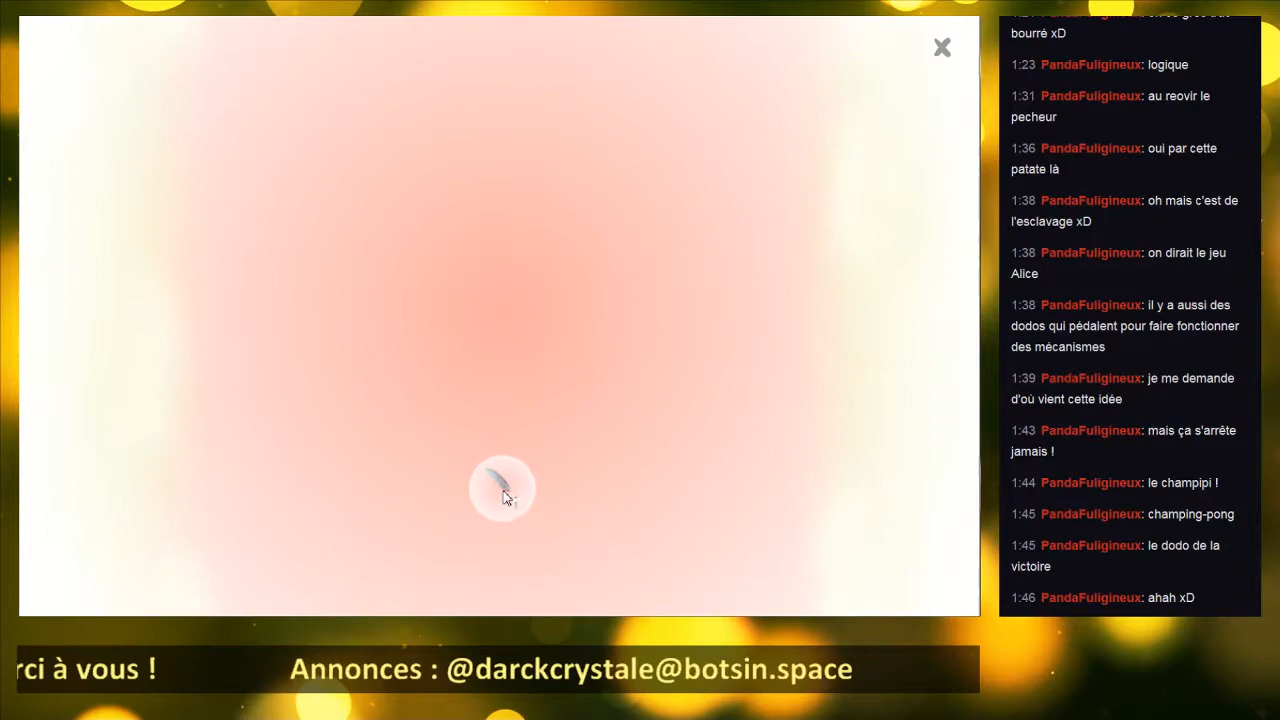 bourré xD
1:23 PandaFuligineux: logique
1:31 PandaFuligineux: au reovir le
pecheur
1:36 PandaFuligineux: oui par cette
patate là
1:38 PandaFuligineux: oh mais c'est de
l'esclavage xD
1:38 PandaFuligineux: on dirait le jeu
Alice
1:38 PandaFuligineux: il y a aussi des
dodos qui pédalent pour faire fonctionner
des mécanismes
1:39 PandaFuligineux: je me demande
d'où vient cette idée
1:43 PandaFuligineux: mais ça s'arrête
jamais !
1:44 PandaFuligineux: le champipi !
1:45 PandaFuligineux: champing-pong
1:45 PandaFuligineux: le dodo de la
victoire
1:46 PandaFuligineux: ahah xD
rci à vous ! Annonces : @darckcrystale@botsin.space